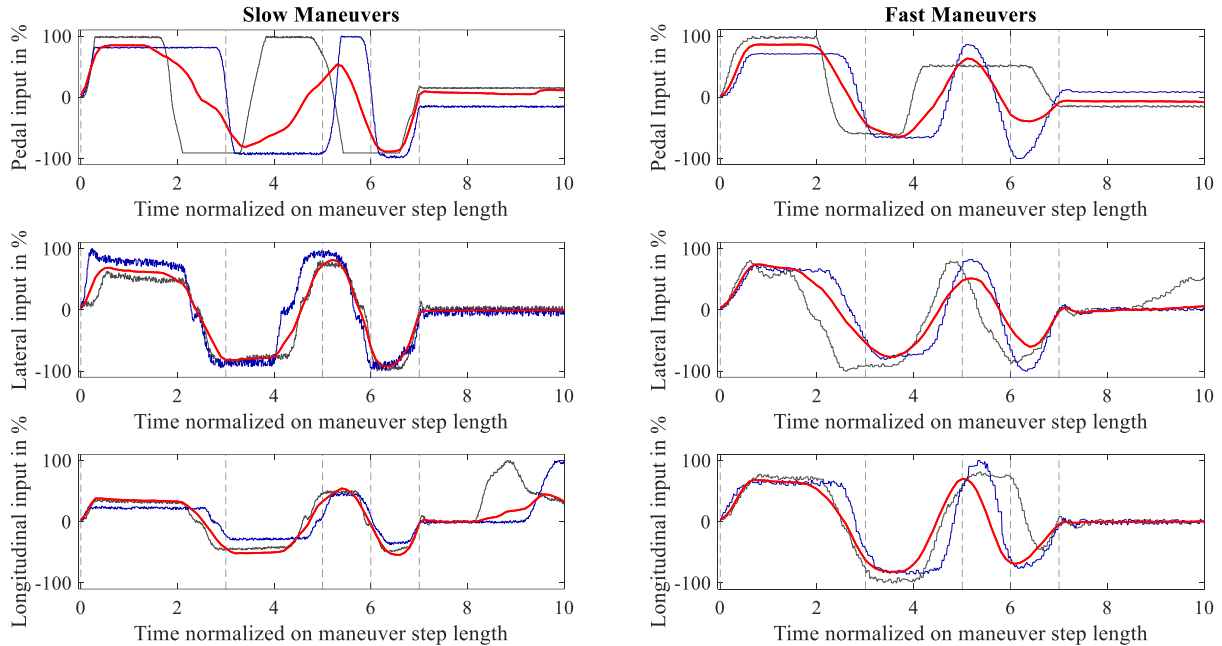 Slow Maneuvers
Pedal input in %
100
0
-100
0 2 4 6 8 10
Time normalized on maneuver step length
Lateral input in %
100
0
-100
0 2 4 6 8 10
Time normalized on maneuver step length
Longitudinal input in %
100
0
-100
0 2 4 6 8 10
Time normalized on maneuver step length
Fast Maneuvers
Pedal Input in %
100
0
-100
0 2 4 6 8 10
Time normalized on maneuver step length
Lateral input in %
100
0
-100
0 2 4 6 8 10
Time normalized on maneuver step length
Longitudinal input in %
100
0
-100
0 2 4 6 8 10
Time normalized on maneuver step length